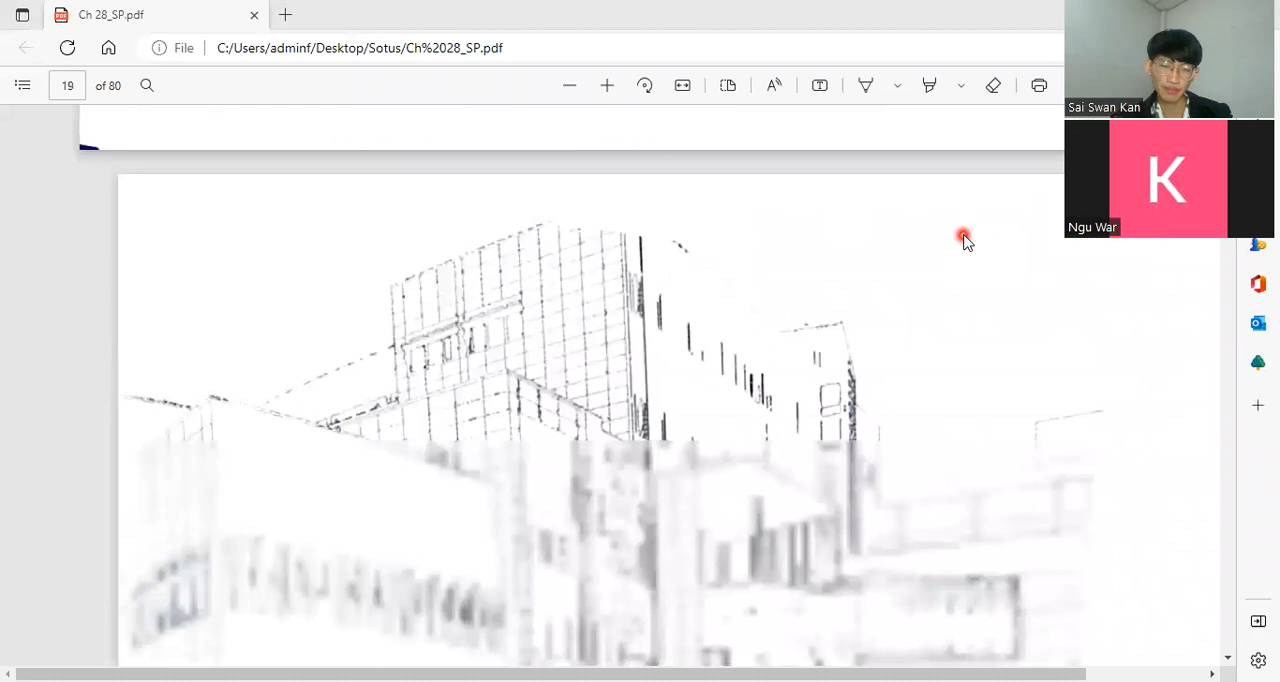 Ch 28_SP.pdf
File
C:/Users/adminf/Desktop/Sotus/Ch%2028_SP.pdf
19 of 80
Sai Swan Kan
K
Ngu War